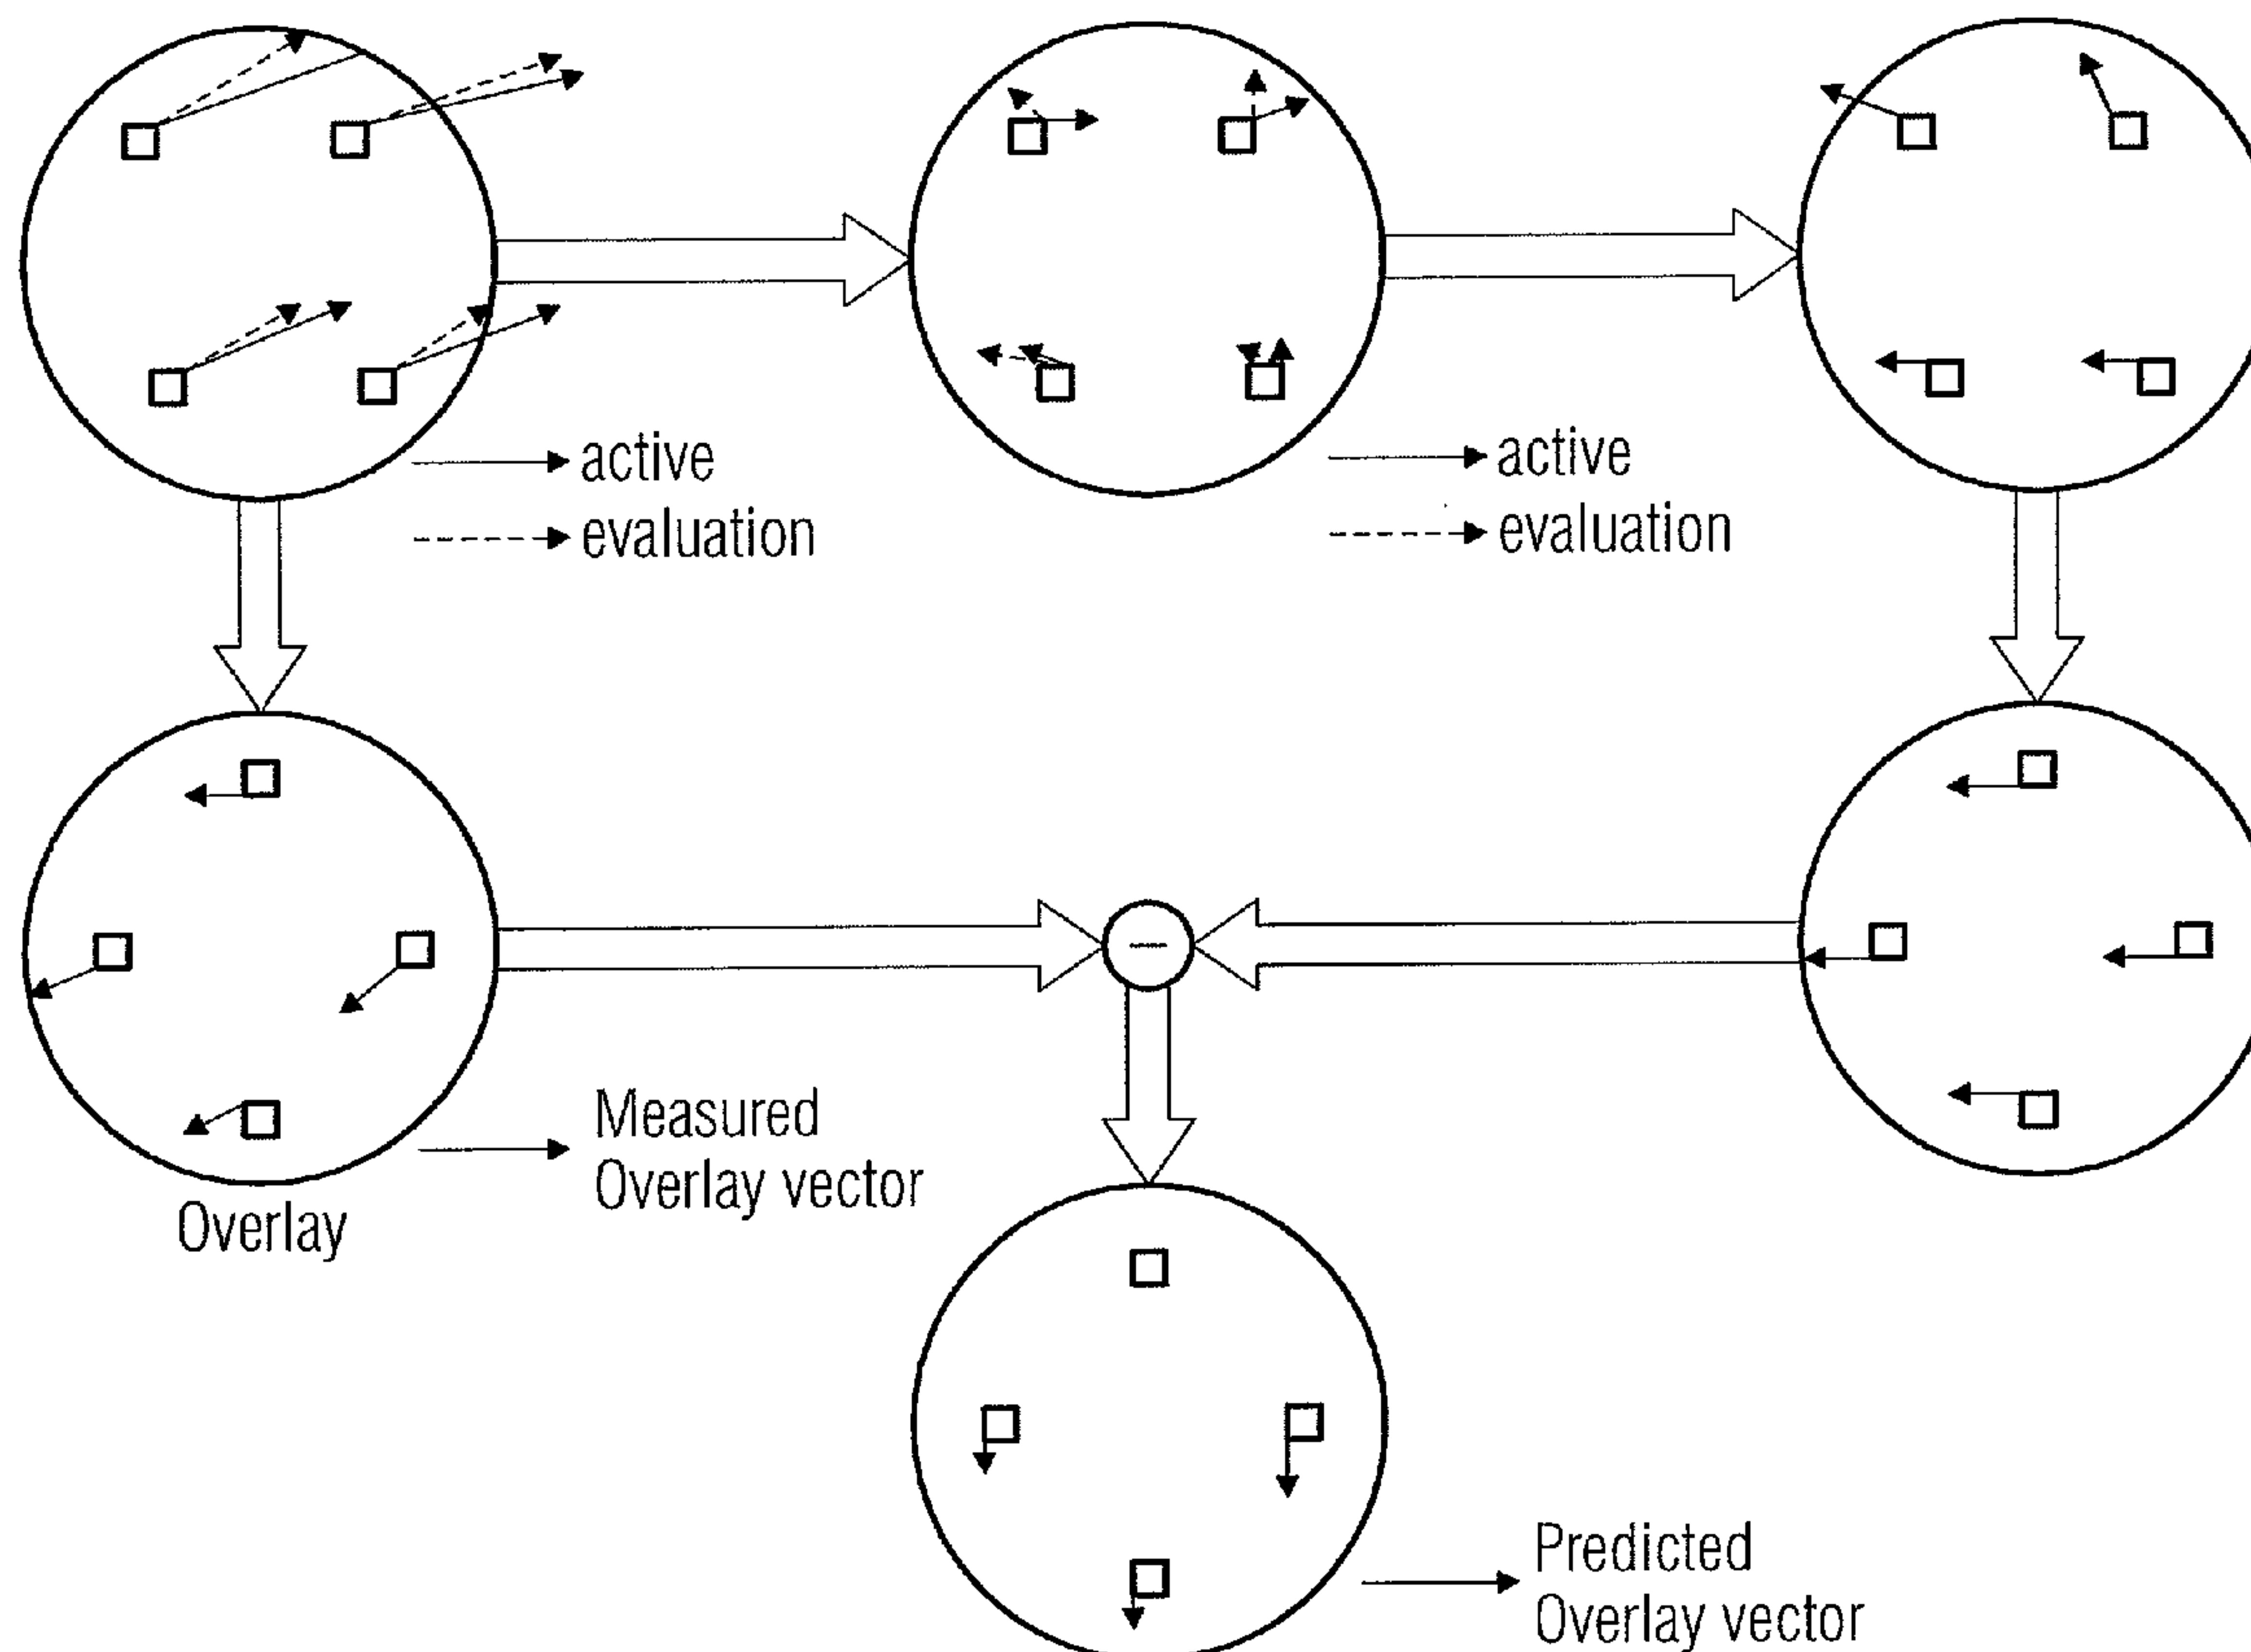 active
evaluation
active
evaluation
Measured
Overlay vector
Overlay
—
Predicted
Overlay vector